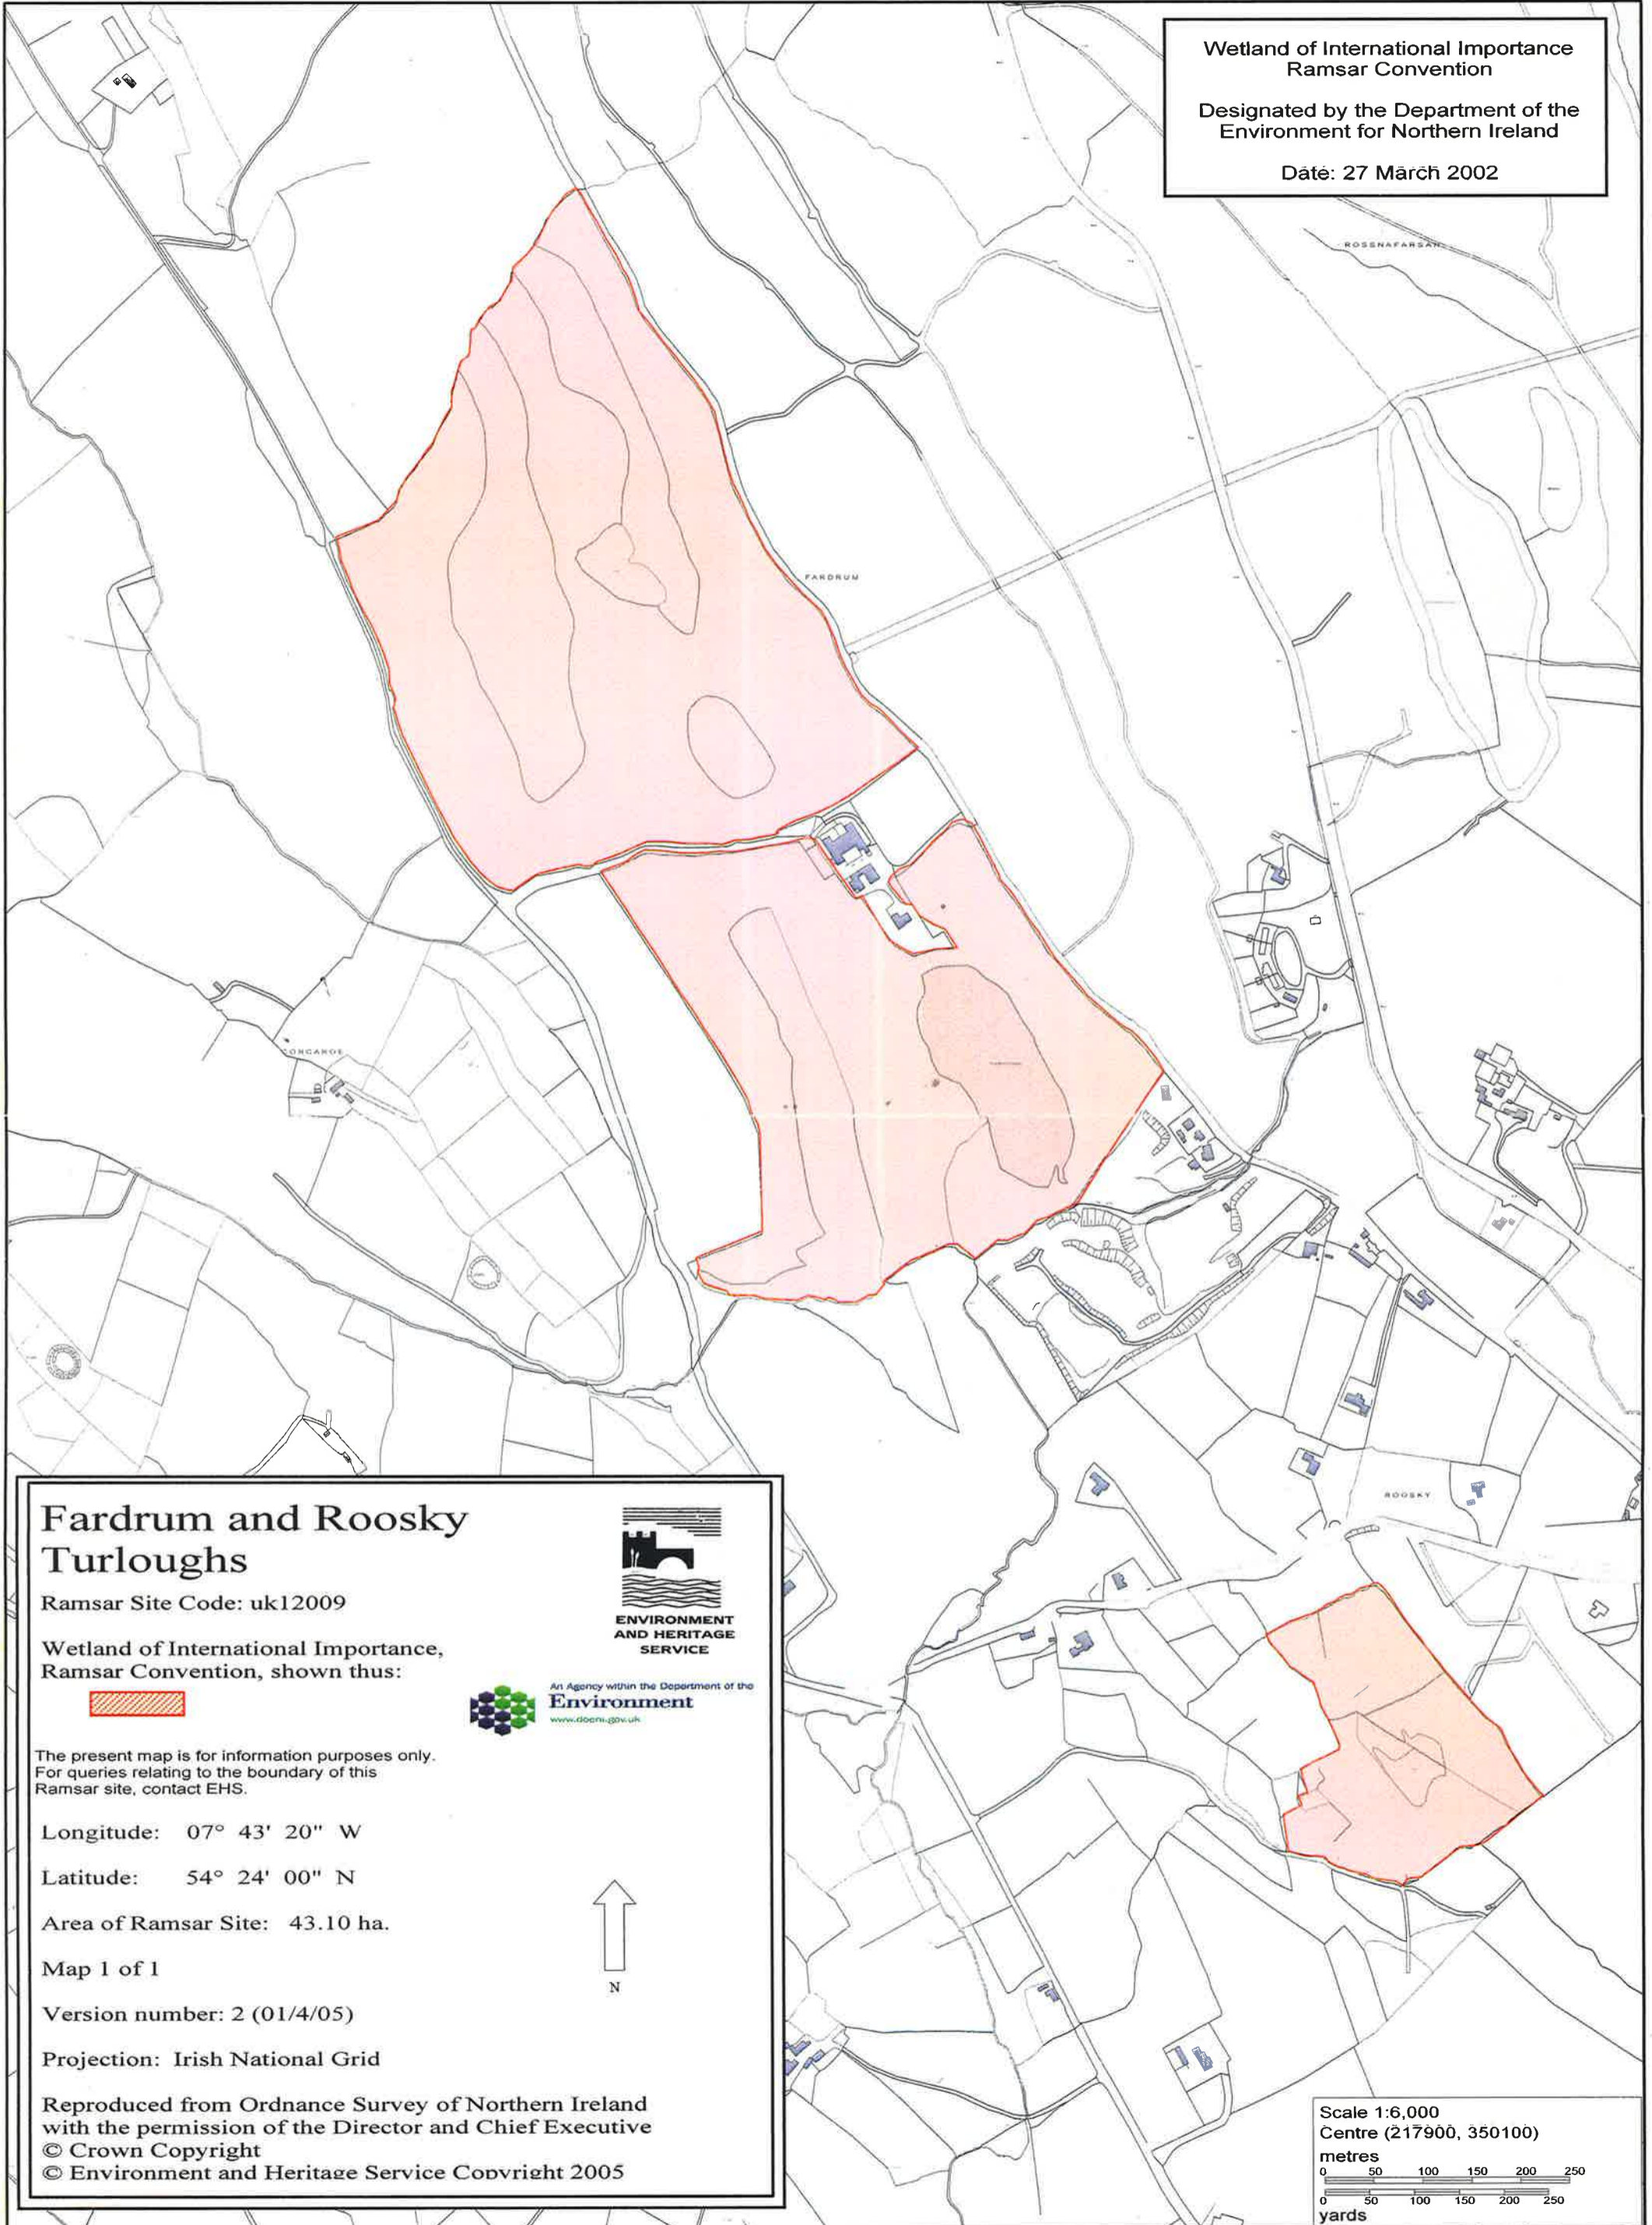 Wetland of International Importance
Ramsar Convention
Designated by the Department of the
Environment for Northern Ireland
Date: 27 March 2002
ROSSNAFARSAN
FARDRUM
ROOSKY
Fardrum and Roosky
Turloughs
Ramsar Site Code: uk12009
Wetland of International Importance,
Ramsar Convention, shown thus:
ENVIRONMENT
AND HERITAGE
SERVICE
An Agency within the Department of the
Environment
www.doeni.gov.uk
The present map is for information purposes only.
For queries relating to the boundary of this
Ramsar site, contact EHS.
Longitude: 07° 43' 20" W
Latitude: 54° 24' 00" N
Area of Ramsar Site: 43.10 ha.
Map 1 of 1
N
Version number: 2 (01/4/05)
Projection: Irish National Grid
Reproduced from Ordnance Survey of Northern Ireland
with the permission of the Director and Chief Executive
© Crown Copyright
© Environment and Heritage Service Copyright 2005
Scale 1:6,000
Centre (217900, 350100)
metres
0 50 100 150 200 250
0 50 100 150 200 250
yards